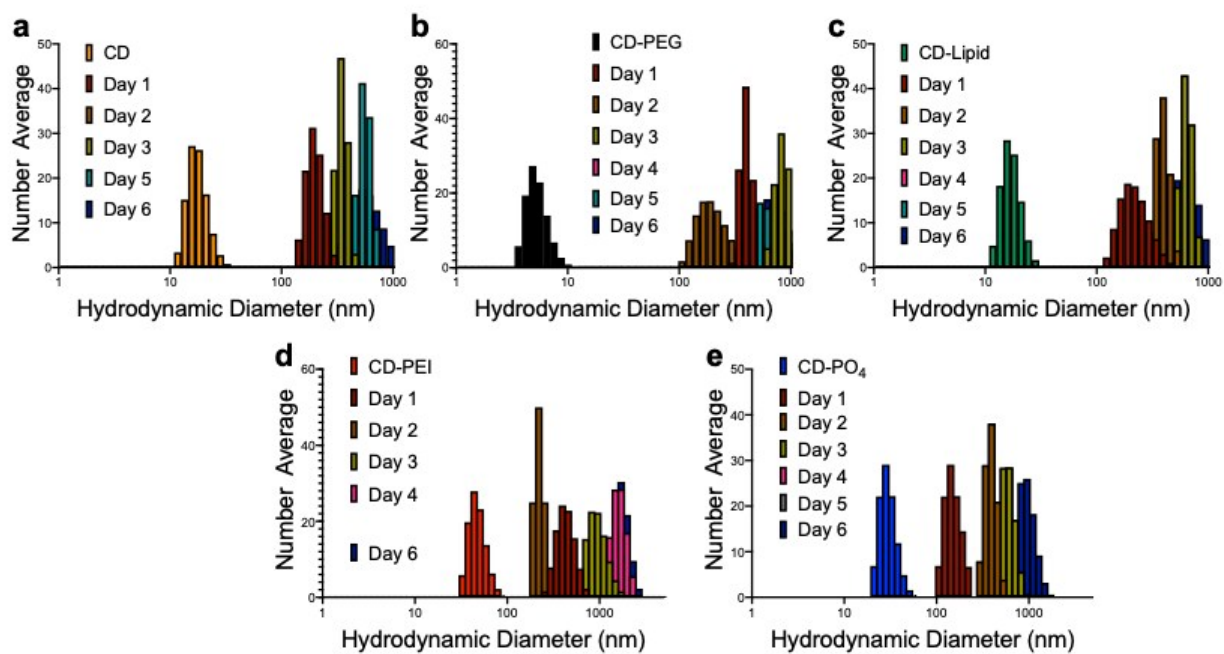 a
CD
Day 1
Day 2
Day 3
Day 5
Day 6
Number Average
50
40
30
20
10
0
1
10
100
1000
Hydrodynamic Diameter (nm)
b
CD-PEG
Day 1
Day 2
Day 3
Day 4
Day 5
Day 6
Number Average
60
40
20
0
1
10
100
1000
Hydrodynamic Diameter (nm)
c
CD-Lipid
Day 1
Day 2
Day 3
Day 4
Day 5
Day 6
Number Average
50
40
30
20
10
0
1
10
100
1000
Hydrodynamic Diameter (nm)
d
CD-PEI
Day 1
Day 2
Day 3
Day 4
Day 6
Number Average
60
40
20
0
1
10
100
1000
Hydrodynamic Diameter (nm)
e
CD-PO₄
Day 1
Day 2
Day 3
Day 4
Day 5
Day 6
Number Average
50
40
30
20
10
0
1
10
100
1000
Hydrodynamic Diameter (nm)